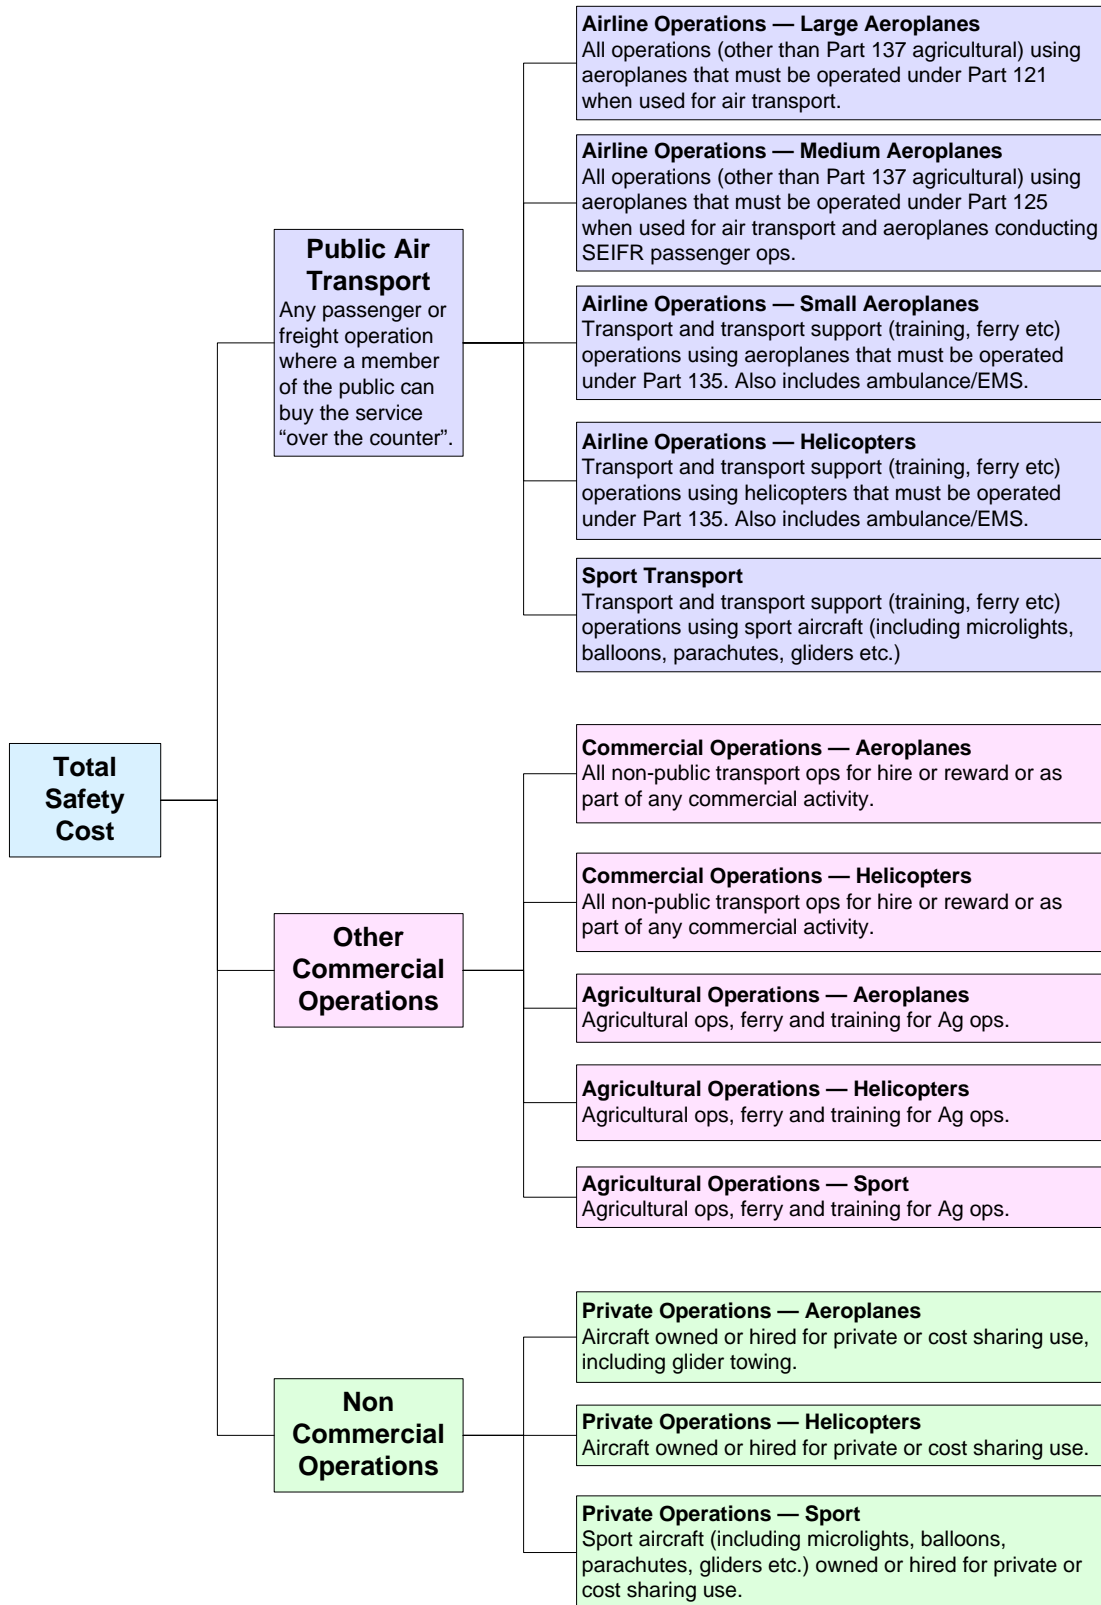 Airline Operations — Large Aeroplanes
All operations (other than Part 137 agricultural) using
aeroplanes that must be operated under Part 121
when used for air transport.
Airline Operations — Medium Aeroplanes
All operations (other than Part 137 agricultural) using
aeroplanes that must be operated under Part 125
when used for air transport and aeroplanes conducting
SEIFR passenger ops.
Public Air
Transport
Any passenger or
freight operation
where a member
of the public can
buy the service
“over the counter”.
Airline Operations — Small Aeroplanes
Transport and transport support (training, ferry etc)
operations using aeroplanes that must be operated
under Part 135. Also includes ambulance/EMS.
Airline Operations — Helicopters
Transport and transport support (training, ferry etc)
operations using helicopters that must be operated
under Part 135. Also includes ambulance/EMS.
Sport Transport
Transport and transport support (training, ferry etc)
operations using sport aircraft (including microlights,
balloons, parachutes, gliders etc.)
Total
Safety
Cost
Commercial Operations — Aeroplanes
All non-public transport ops for hire or reward or as
part of any commercial activity.
Commercial Operations — Helicopters
All non-public transport ops for hire or reward or as
part of any commercial activity.
Other
Commercial
Operations
Agricultural Operations — Aeroplanes
Agricultural ops, ferry and training for Ag ops.
Agricultural Operations — Helicopters
Agricultural ops, ferry and training for Ag ops.
Agricultural Operations — Sport
Agricultural ops, ferry and training for Ag ops.
Private Operations — Aeroplanes
Aircraft owned or hired for private or cost sharing use,
including glider towing.
Non
Commercial
Operations
Private Operations — Helicopters
Aircraft owned or hired for private or cost sharing use.
Private Operations — Sport
Sport aircraft (including microlights, balloons,
parachutes, gliders etc.) owned or hired for private or
cost sharing use.